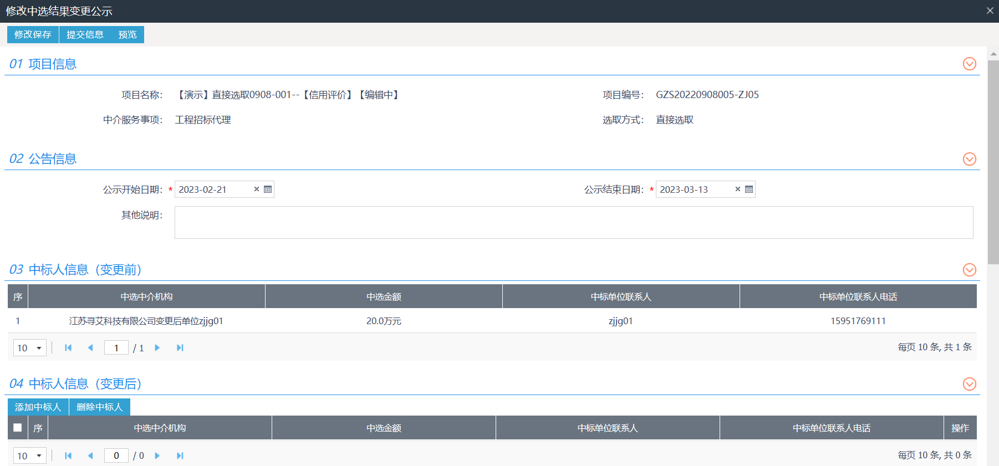 修改中选结果变更公示
修改保存 提交信息 预览
01 项目信息
项目名称： 【演示】直接选取0908-001--【信用评价】【编辑中】 项目编号： GZS20220908005-ZJ05
中介服务事项： 工程招标代理 选取方式： 直接选取
02 公告信息
公示开始日期： * 2023-02-21 公示结束日期： * 2023-03-13
其他说明：
03 中标人信息（变更前）
序 中选中介机构 中选金额 中标单位联系人 中标单位联系人电话
1 江苏寻艾科技有限公司变更后单位zjjg01 20.0万元 zjjg01 15951769111
10 1 / 1 每页 10 条, 共 1 条
04 中标人信息（变更后）
添加中标人 删除中标人
序 中选中介机构 中选金额 中标单位联系人 中标单位联系人电话 操作
10 0 / 0 每页 10 条, 共 0 条